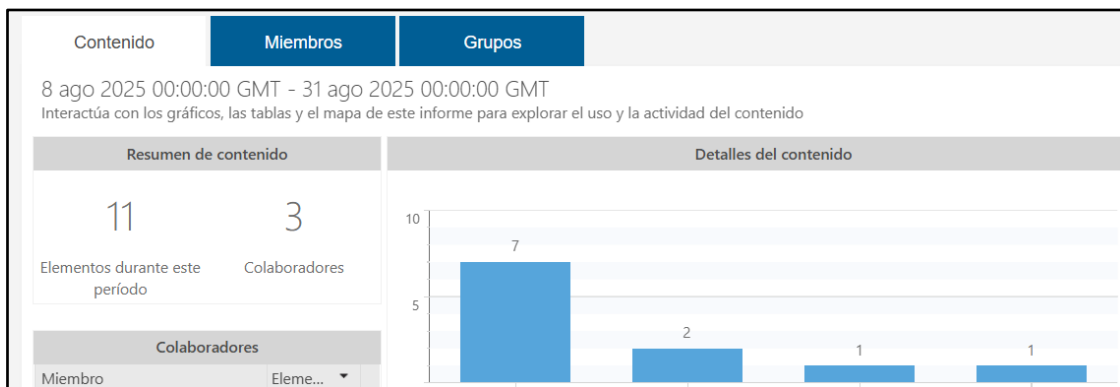 Contenido
Miembros
Grupos
8 ago 2025 00:00:00 GMT - 31 ago 2025 00:00:00 GMT
Interactúa con los gráficos, las tablas y el mapa de este informe para explorar el uso y la actividad del contenido
Resumen de contenido
11
3
Elementos durante este
período
Colaboradores
Colaboradores
Miembro
Eleme...
Detalles del contenido
10
5
7
2
1
1